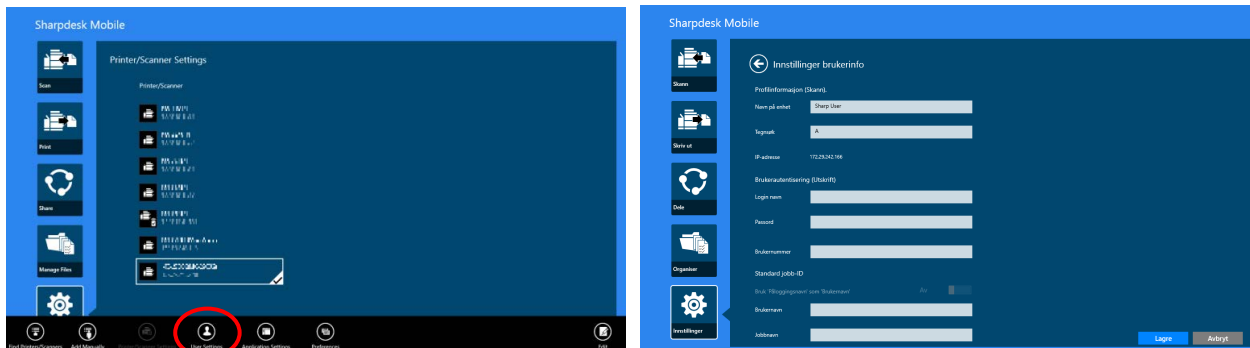 Sharpdesk Mobile
Scan
Print
Share
Manage Files
Printer/Scanner Settings
Printer/Scanner
Find Printers/Scanners
Add Manually
User Settings
Application Settings
Preferences
Edit
Sharpdesk Mobile
Skann
Skriv ut
Dele
Organiser
Innstillinger
Innstillinger brukerinfo
Profilinformasjon (Skann).
Navn på enhet Sharp User
Tegnsøk A
IP-adresse 172.29.242.166
Brukerautentisering (Utskrift)
Login navn
Passord
Brukernummer
Standard jobb-ID
Bruk 'Påloggingsnavn' som 'Brukernavn' Av
Brukernavn
Jobbnavn
Lagre Avbryt